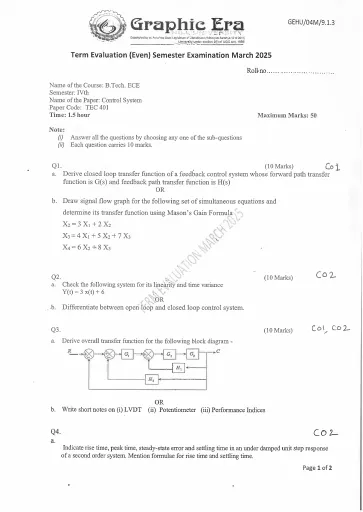 GEHU/04M/9.1.3
Graphic Era
Term Evaluation (Even) Semester Examination March 2025
Roll no.................................
Name of the Course: B.Tech. ECE
Semester: IVth
Name of the Paper: Control System
Paper Code: TEC 401
Time: 1.5 hour Maximum Marks: 50
Note:
(i) Answer all the questions by choosing any one of the sub-questions
(ii) Each question carries 10 marks.
Q1. (10 Marks) Co1
a. Derive closed loop transfer function of a feedback control system whose forward path transfer
function is G(s) and feedback path transfer function is H(s)
OR
b. Draw signal flow graph for the following set of simultaneous equations and
determine its transfer function using Mason's Gain Formula
X₂ = 3 X₁ + 2 X₂
X₃ = 4 X₁ + 5 X₂ + 7 X₃
X₄ = 6 X₂ + 8 X₃
TERM EVALUATION MARCH 2025
Q2. (10 Marks) CO2
a. Check the following system for its linearity and time variance
Y(t) = 3 x(t) + 6
OR
b. Differentiate between open loop and closed loop control system.
Q3. (10 Marks) Co1, CO2
a. Derive overall transfer function for the following block diagram -
R G₁ G₂ G₃ C
H₁
H₂
OR
b. Write short notes on (i) LVDT (ii) Potentiometer (iii) Performance Indices
Q4. CO2
a.
Indicate rise time, peak time, steady-state error and settling time in an under damped unit step response
of a second order system. Mention formulae for rise time and settling time.
Page 1 of 2